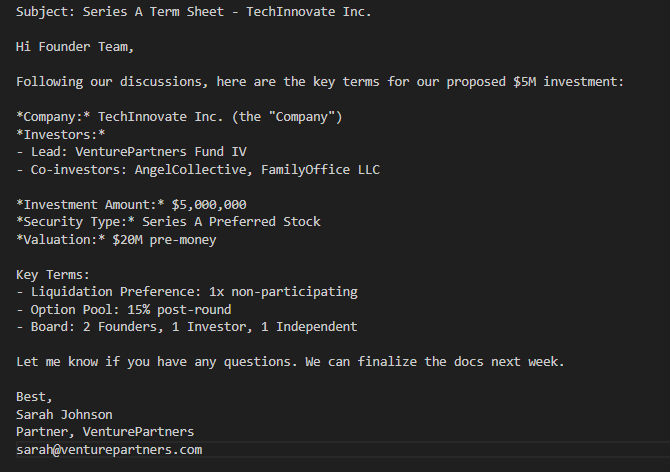 Subject: Series A Term Sheet - TechInnovate Inc.
Hi Founder Team,
Following our discussions, here are the key terms for our proposed $5M investment:
*Company:* TechInnovate Inc. (the "Company")
*Investors:*
- Lead: VenturePartners Fund IV
- Co-investors: AngelCollective, FamilyOffice LLC
*Investment Amount:* $5,000,000
*Security Type:* Series A Preferred Stock
*Valuation:* $20M pre-money
Key Terms:
- Liquidation Preference: 1x non-participating
- Option Pool: 15% post-round
- Board: 2 Founders, 1 Investor, 1 Independent
Let me know if you have any questions. We can finalize the docs next week.
Best,
Sarah Johnson
Partner, VenturePartners
sarah@venturepartners.com